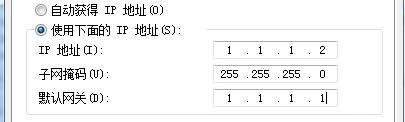 自动获得 IP 地址(O)
使用下面的 IP 地址(S):
IP 地址(I): 1 . 1 . 1 . 2
子网掩码(U): 255 .255 .255 . 0
默认网关(D): 1 . 1 . 1 . 1